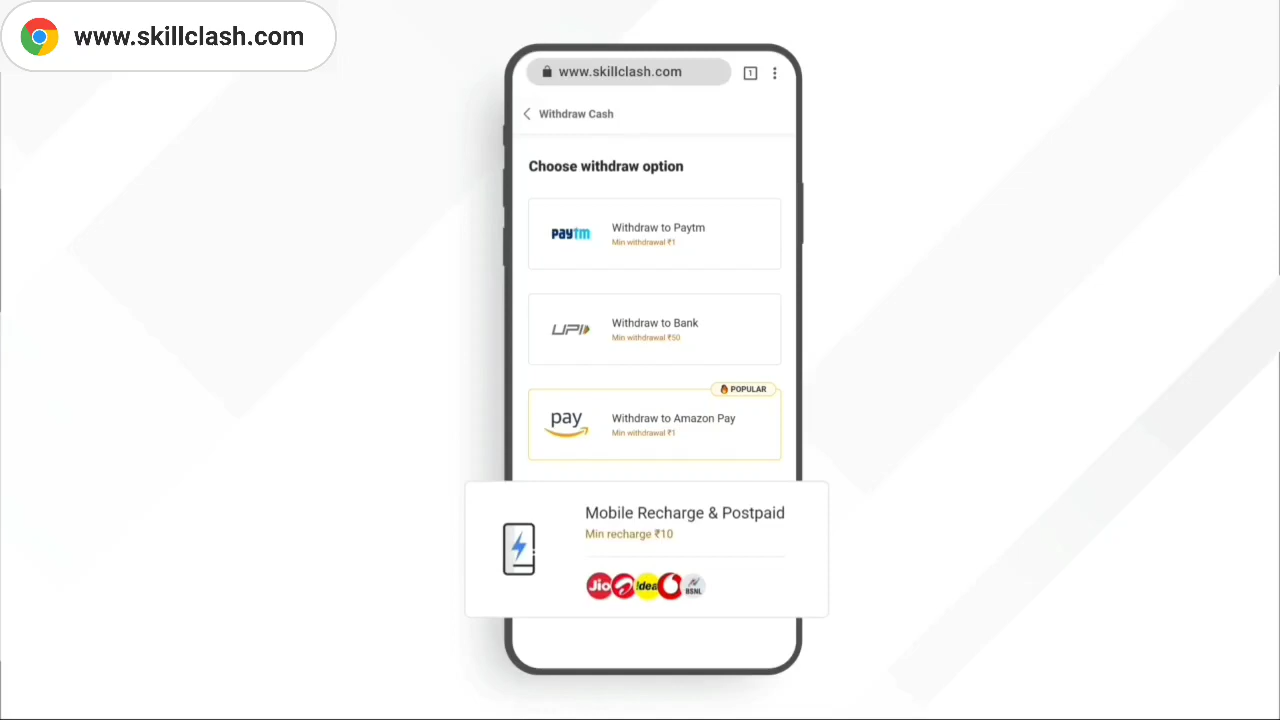 www.skillclash.com
www.skillclash.com
1
Withdraw Cash
Choose withdraw option
paytm
Withdraw to Paytm
Min withdrawal ₹1
UPI
Withdraw to Bank
Min withdrawal ₹50
POPULAR
pay
Withdraw to Amazon Pay
Min withdrawal ₹1
Mobile Recharge & Postpaid
Min recharge ₹10
Jio
!dea
BSNL